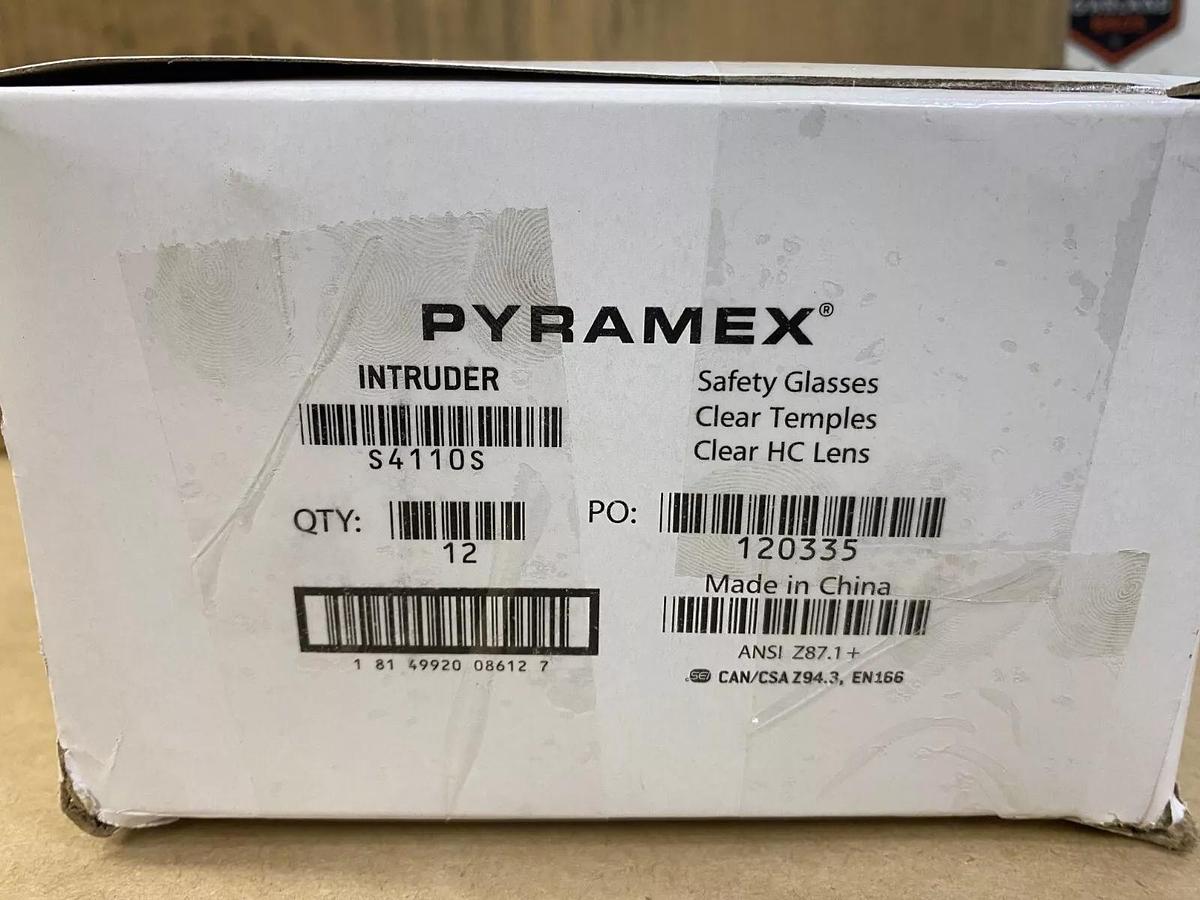 PYRAMEX®
INTRUDER
S4110S
Safety Glasses
Clear Temples
Clear HC Lens
QTY:
12
PO:
120335
Made in China
1 81 49920 08612 7
ANSI Z87.1+
SEI CAN/CSA Z94.3, EN166